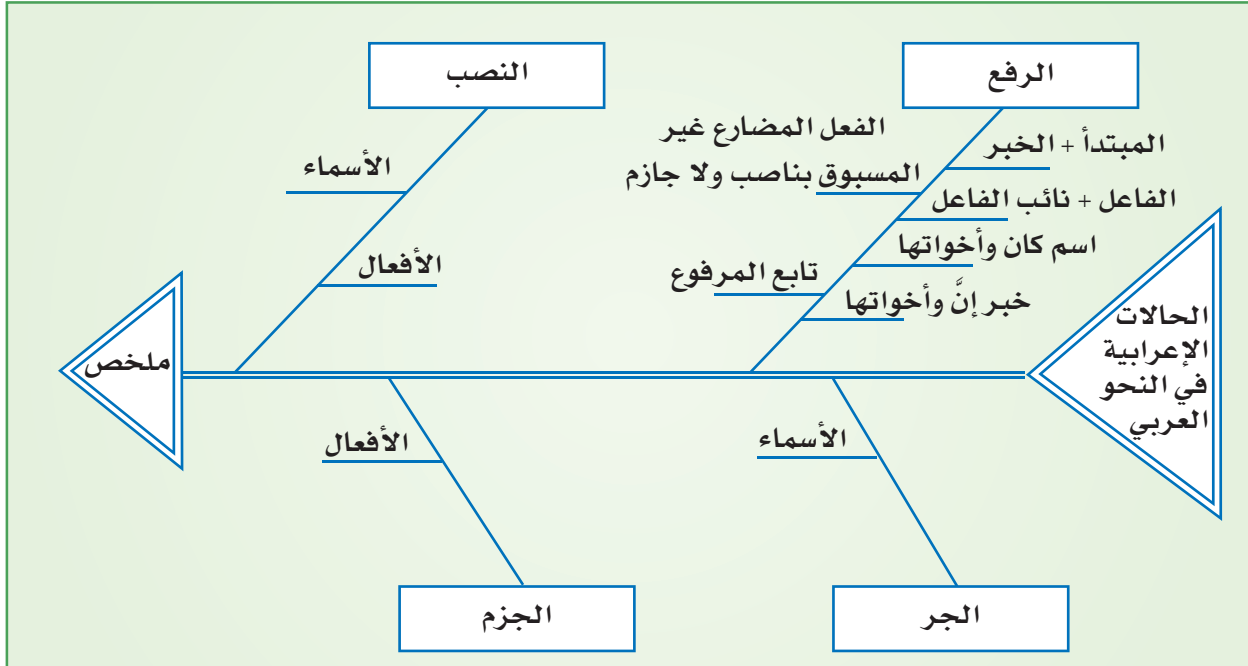 الرفع
النصب
المبتدأ + الخبر
الفاعل + نائب الفاعل
اسم كان وأخواتها
خبر إنَّ وأخواتها
الفعل المضارع غير
المسبوق بناصب ولا جازم
تابع المرفوع
الأسماء
الأفعال
الحالات
الإعرابية
في النحو
العربي
ملخص
الأسماء
الأفعال
الجر
الجزم